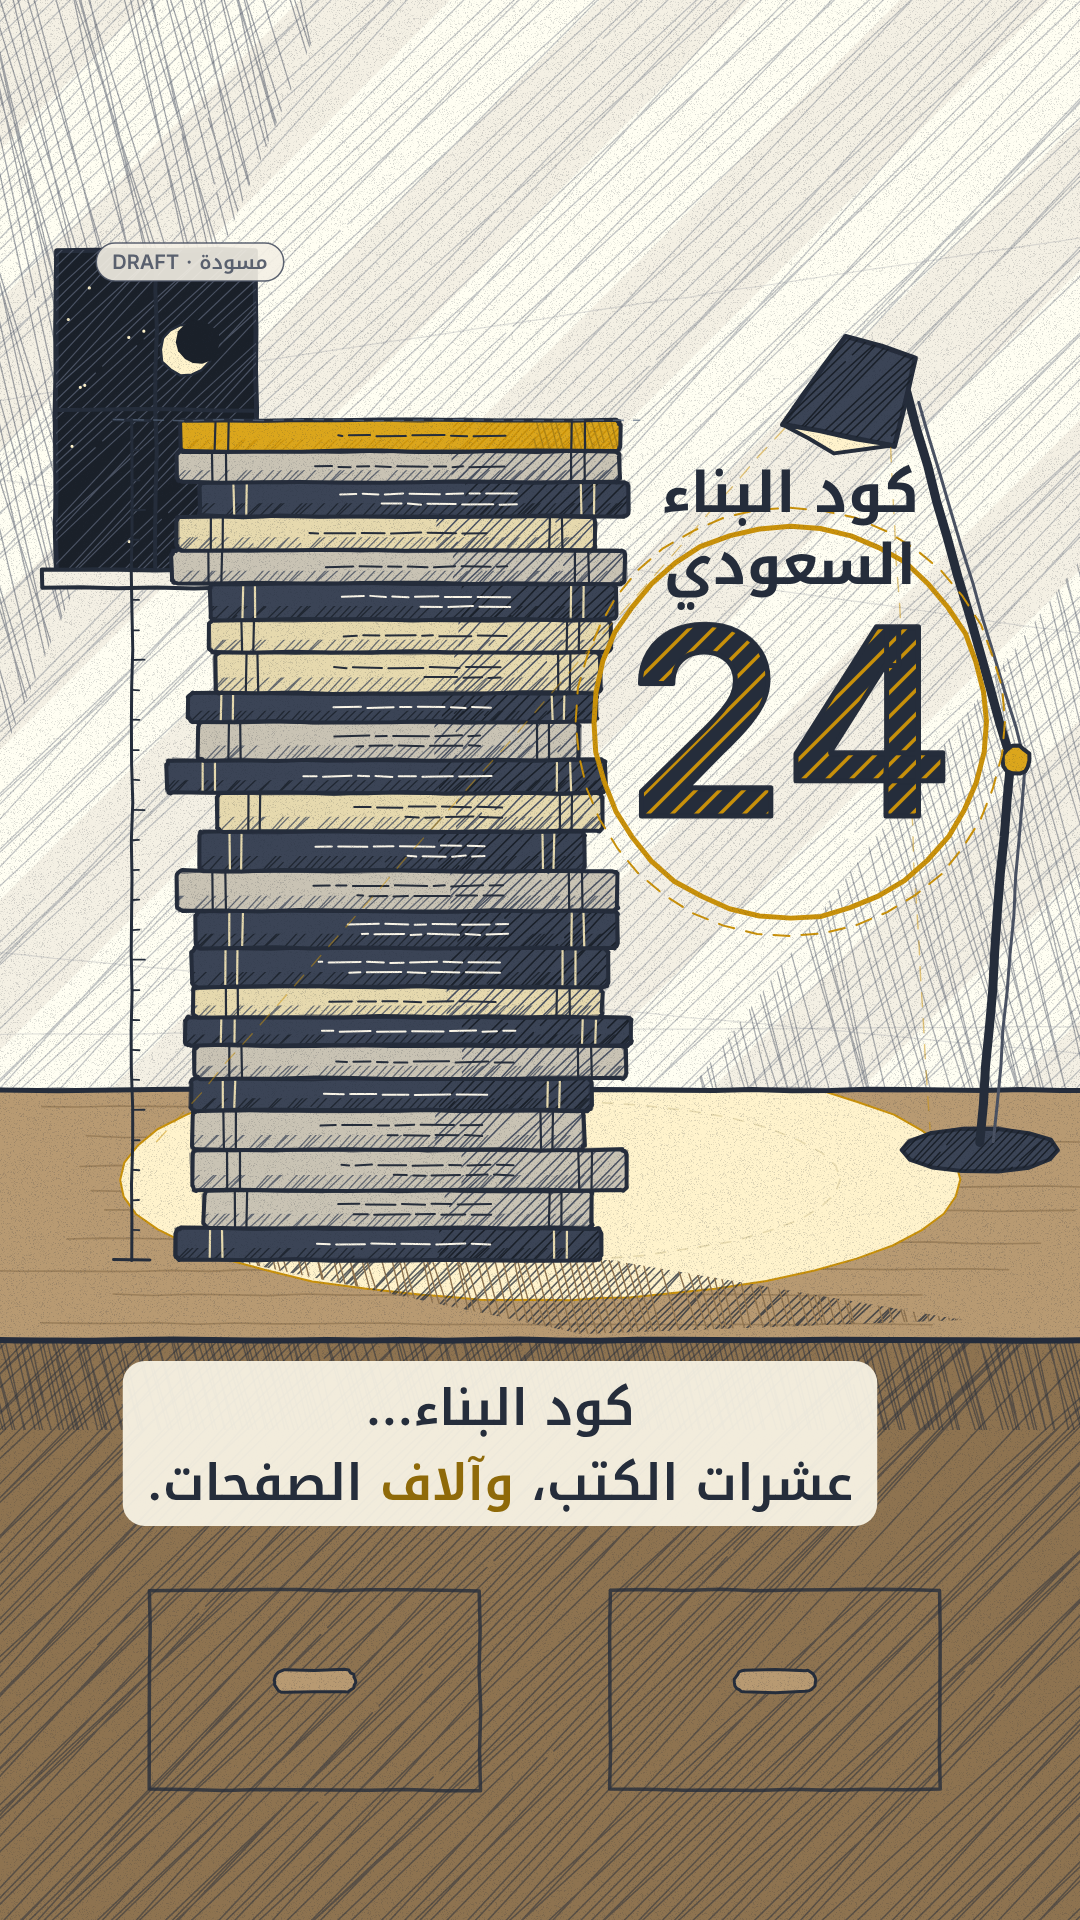 مسودة · DRAFT
كود البناء
السعودي
24
كود البناء...
عشرات الكتب، وآلاف الصفحات.